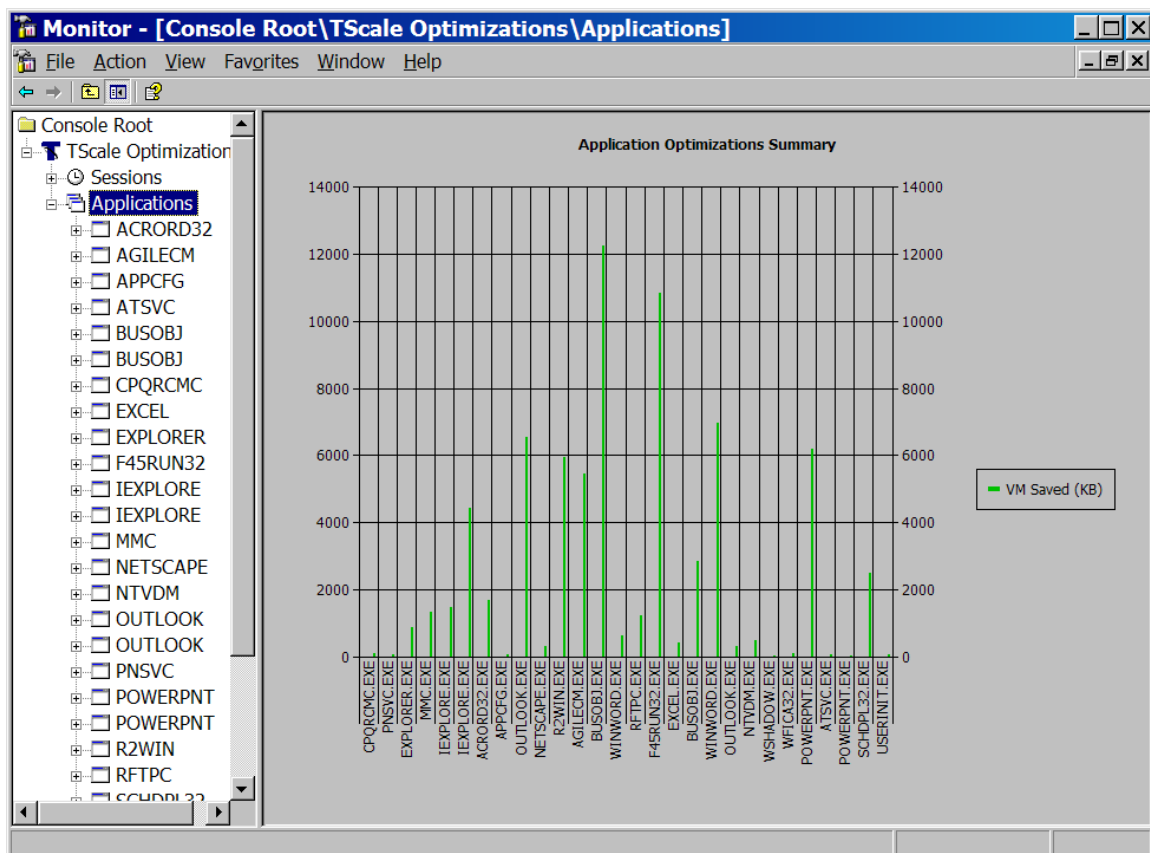 Monitor - [Console Root\TScale Optimizations\Applications]
File Action View Favorites Window Help
Console Root
TScale Optimization
Sessions
Applications
ACRORD32
AGILECM
APPCFG
ATSVC
BUSOBJ
BUSOBJ
CPQRCMC
EXCEL
EXPLORER
F45RUN32
IEXPLORE
IEXPLORE
MMC
NETSCAPE
NTVDM
OUTLOOK
OUTLOOK
PNSVC
POWERPNT
POWERPNT
R2WIN
RFTPC
SCHDPL32
Application Optimizations Summary
14000 14000
12000 12000
10000 10000
8000 8000
6000 6000
4000 4000
2000 2000
0 0
CPQRCMC.EXE
PNSVC.EXE
EXPLORER.EXE
MMC.EXE
IEXPLORE.EXE
IEXPLORE.EXE
ACRORD32.EXE
APPCFG.EXE
OUTLOOK.EXE
NETSCAPE.EXE
R2WIN.EXE
AGILECM.EXE
BUSOBJ.EXE
WINWORD.EXE
RFTPC.EXE
F45RUN32.EXE
EXCEL.EXE
BUSOBJ.EXE
WINWORD.EXE
OUTLOOK.EXE
NTVDM.EXE
WSHADOW.EXE
WFICA32.EXE
POWERPNT.EXE
ATSVC.EXE
POWERPNT.EXE
SCHDPL32.EXE
USERINIT.EXE
VM Saved (KB)